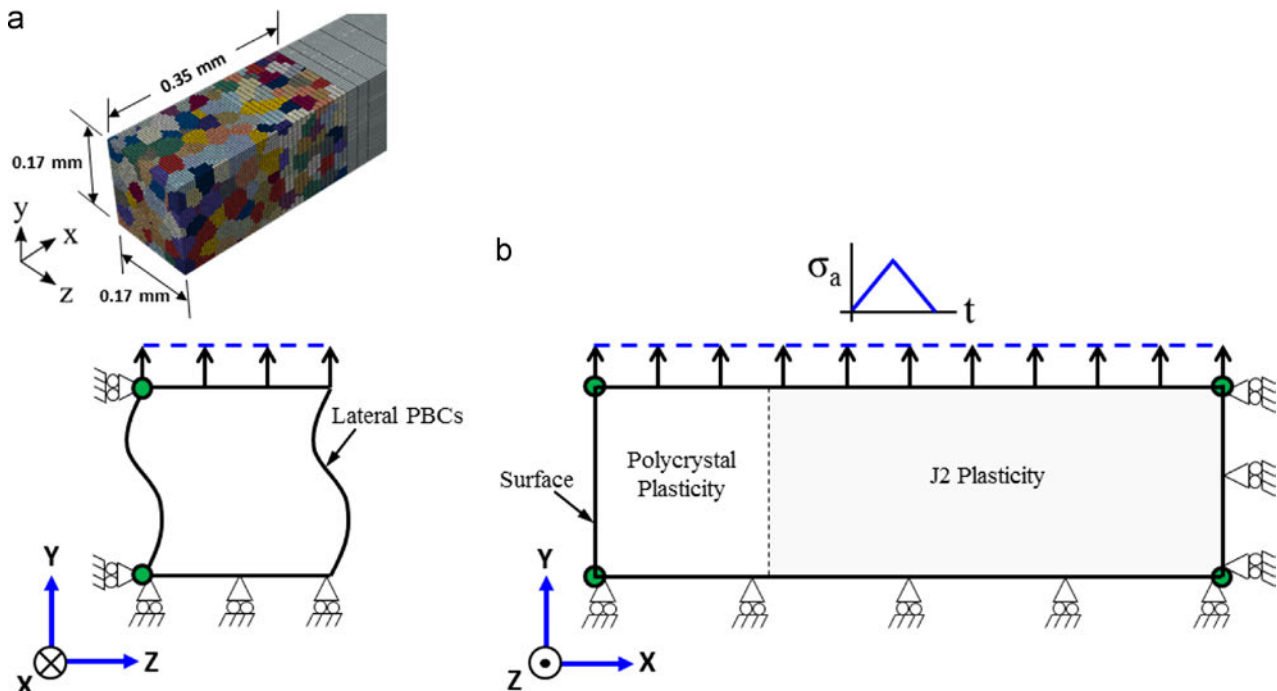 a
0.35 mm
0.17 mm
y
x
z
0.17 mm
Lateral PBCs
Y
X
Z
b
σa
t
Surface
Polycrystal
Plasticity
J2 Plasticity
Y
Z
X